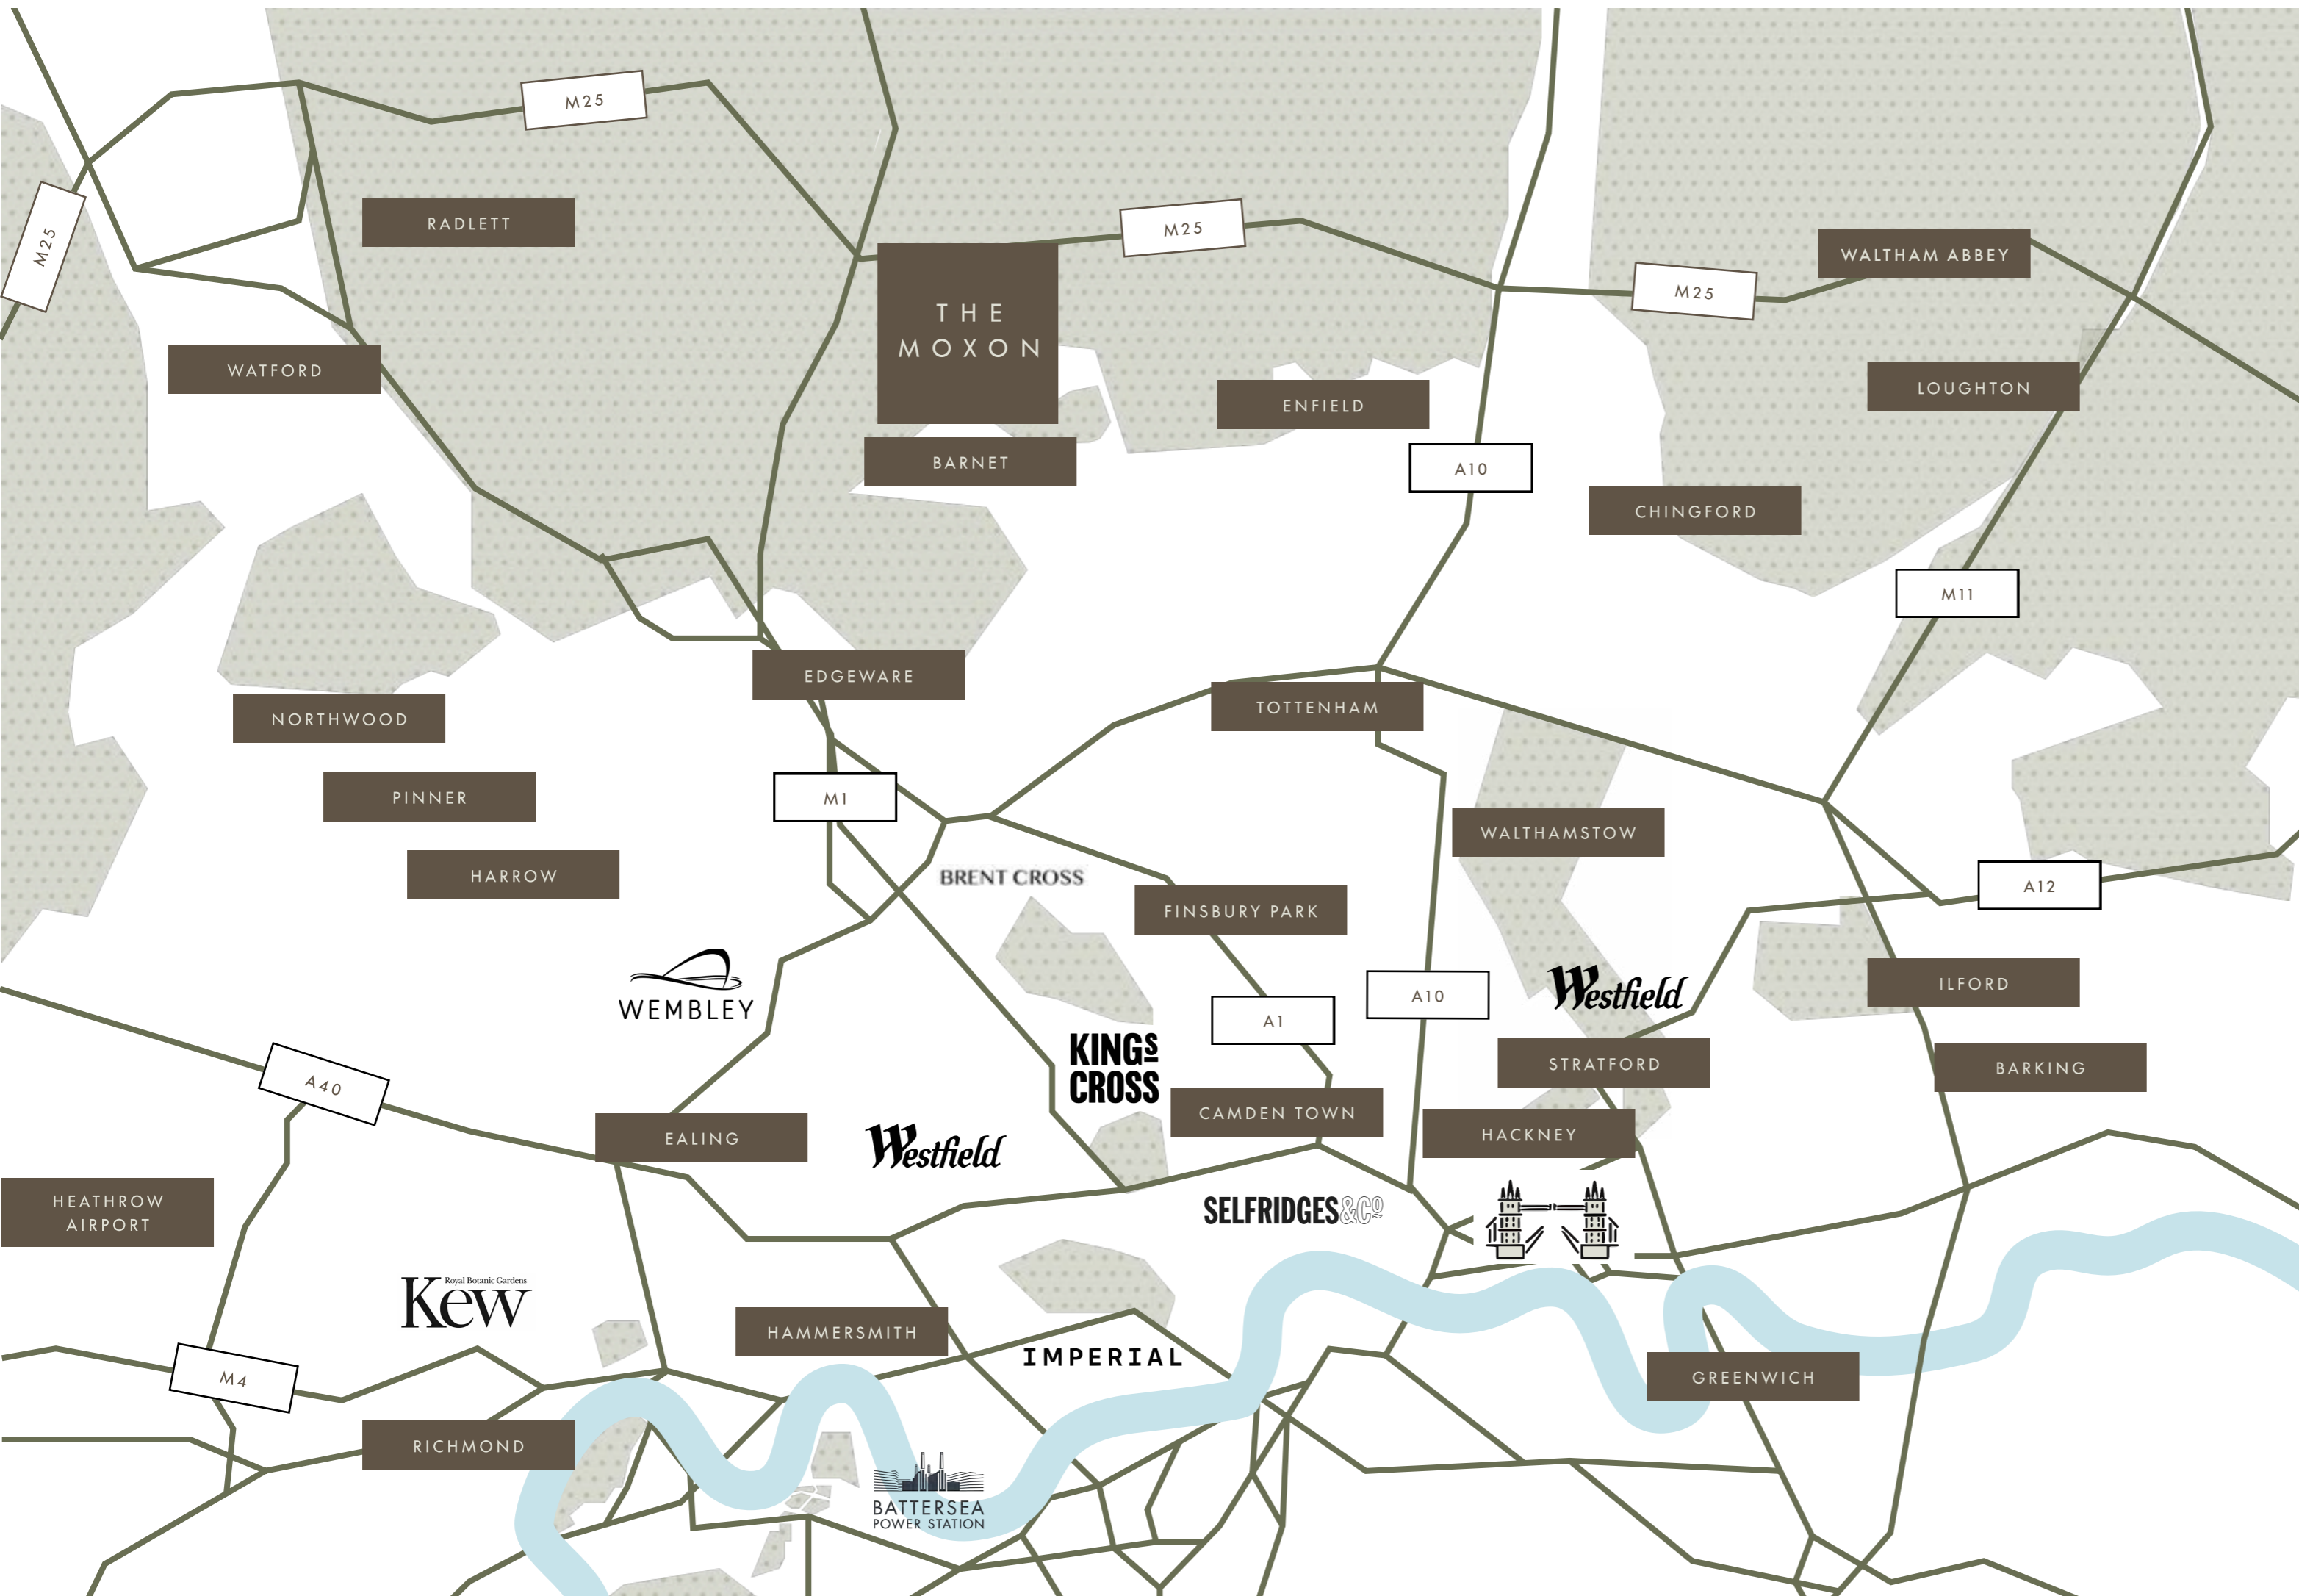 M25
RADLETT
M25
M25
WALTHAM ABBEY
M25
THE
MOXON
WATFORD
LOUGHTON
ENFIELD
BARNET
A10
CHINGFORD
M11
EDGEWARE
TOTTENHAM
NORTHWOOD
PINNER
M1
WALTHAMSTOW
HARROW
BRENT CROSS
A12
FINSBURY PARK
WEMBLEY
A10
Westfield
ILFORD
A1
KINGS
CROSS
STRATFORD
BARKING
A40
CAMDEN TOWN
EALING
Westfield
HACKNEY
HEATHROW
AIRPORT
SELFRIDGES&CO
Royal Botanic Gardens
Kew
HAMMERSMITH
IMPERIAL
M4
GREENWICH
RICHMOND
BATTERSEA
POWER STATION